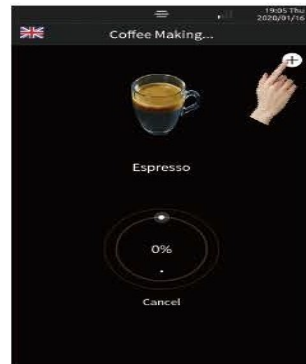 19:05 Thu
2020/01/16
Coffee Making...
Espresso
0%
Cancel